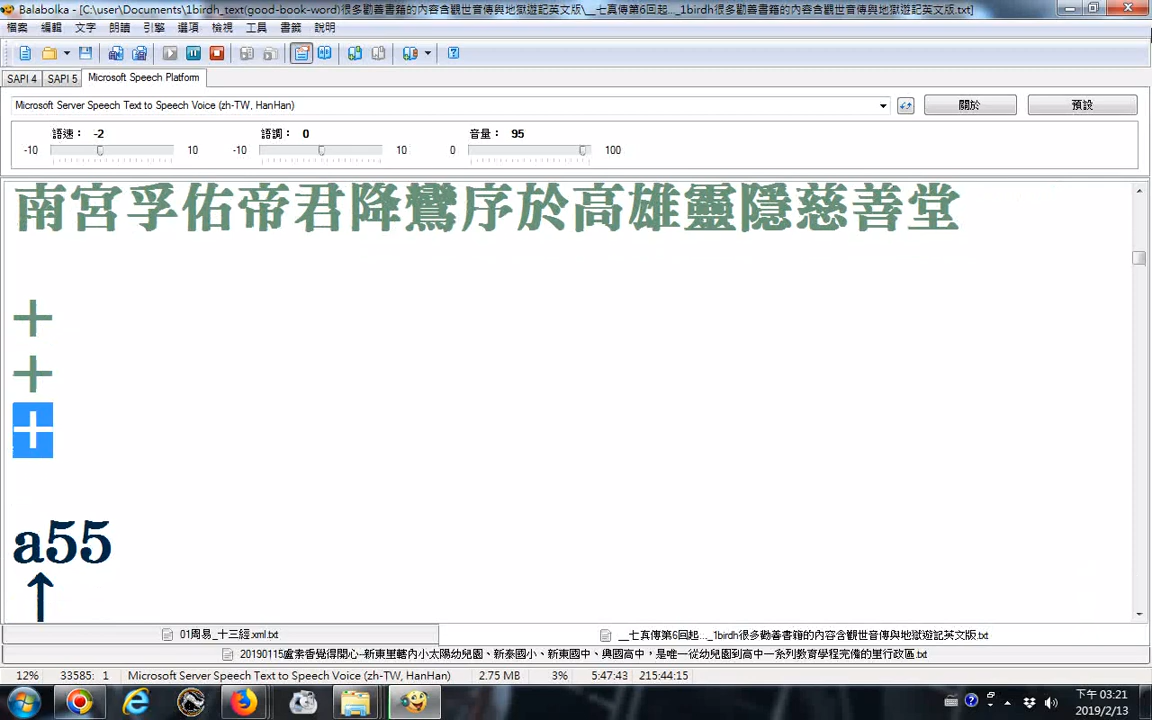 Balabolka - [C:\user\Documents\1birdh_text(good-book-word)很多勸善書籍的內容含觀世音傳與地獄遊記英文版\__七真傳第6回起..._1birdh很多勸善書籍的內容含觀世音傳與地獄遊記英文版.txt]
檔案 編輯 文字 朗讀 引擎 選項 檢視 工具 書籤 說明
SAPI 4 SAPI 5 Microsoft Speech Platform
Microsoft Server Speech Text to Speech Voice (zh-TW, HanHan) 關於 預設
語速： -2 語調： 0 音量： 95
-10 10 -10 10 0 100
南宮孚佑帝君降鸞序於高雄靈隱慈善堂
+
+
+
a55
↑
01周易_十三經.xml.txt __七真傳第6回起..._1birdh很多勸善書籍的內容含觀世音傳與地獄遊記英文版.txt
20190115盧素香覺得開心--新東里轄內小太陽幼兒園、新泰國小、新東國中、興國高中，是唯一從幼兒園到高中一系列教育學程完備的里行政區.txt
12% 33585: 1 Microsoft Server Speech Text to Speech Voice (zh-TW, HanHan) 2.75 MB 3% 5:47:43 215:44:15
下午 03:21
2019/2/13